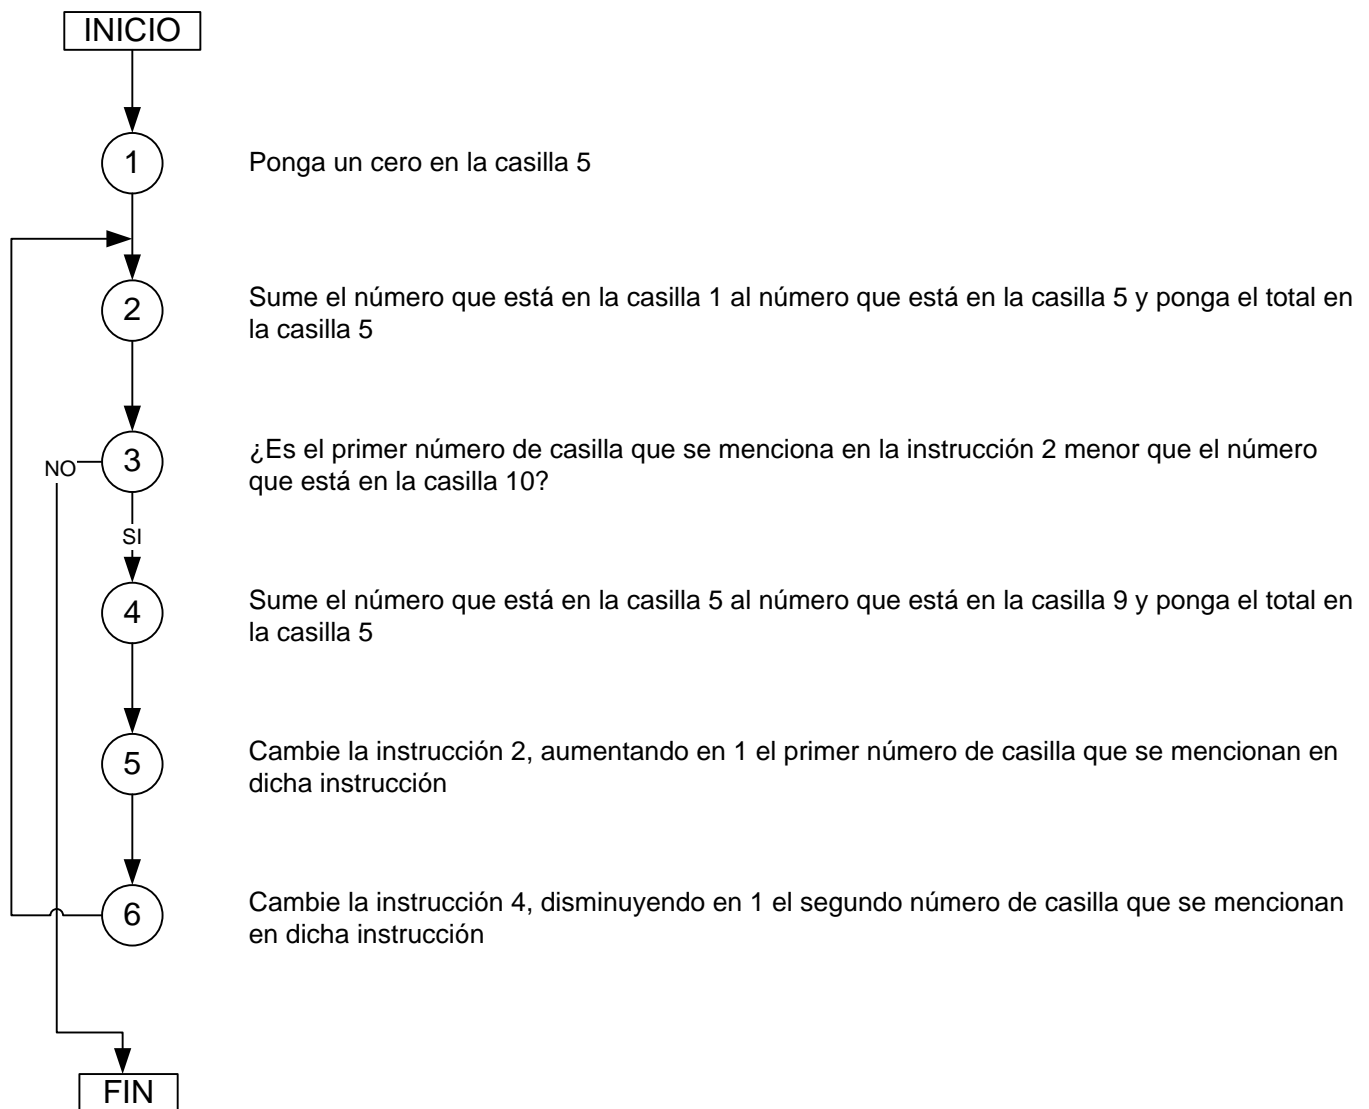 INICIO
1
Ponga un cero en la casilla 5
2
Sume el número que está en la casilla 1 al número que está en la casilla 5 y ponga el total en
la casilla 5
3
¿Es el primer número de casilla que se menciona en la instrucción 2 menor que el número
que está en la casilla 10?
NO
SI
4
Sume el número que está en la casilla 5 al número que está en la casilla 9 y ponga el total en
la casilla 5
5
Cambie la instrucción 2, aumentando en 1 el primer número de casilla que se mencionan en
dicha instrucción
6
Cambie la instrucción 4, disminuyendo en 1 el segundo número de casilla que se mencionan
en dicha instrucción
FIN